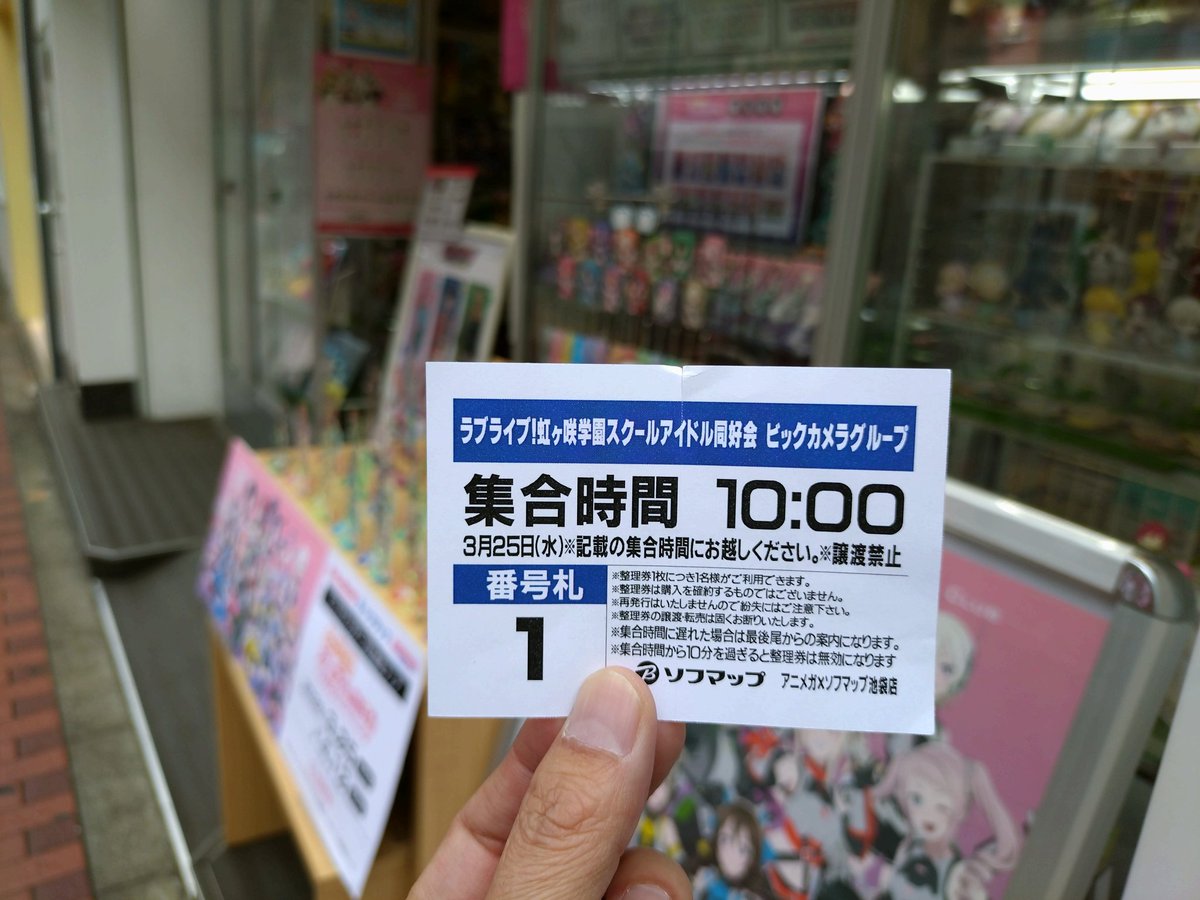 ラブライブ!虹ヶ咲学園スクールアイドル同好会 ビックカメラグループ
集合時間 10:00
3月25日(水)※記載の集合時間にお越しください。※譲渡禁止
番号札
1
※整理券1枚につき1名様がご利用できます。
※整理券は購入を確約するものではございません。
※再発行はいたしませんので紛失にはご注意下さい。
※整理券の譲渡・転売は固くお断りいたします。
※集合時間に遅れた場合は最後尾からの案内になります。
※集合時間から10分を過ぎると整理券は無効になります
ソフマップ アニメガ×ソフマップ池袋店